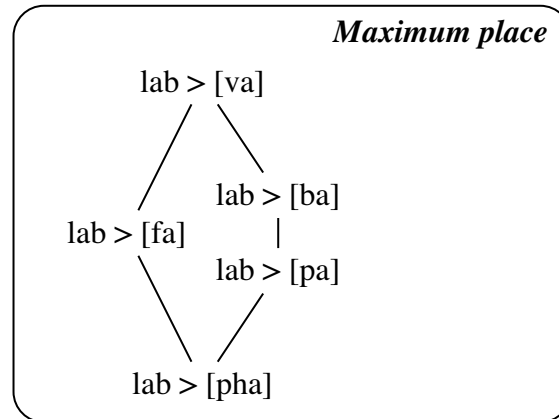 Maximum place
lab > [va]
lab > [ba]
lab > [fa]
lab > [pa]
lab > [pha]